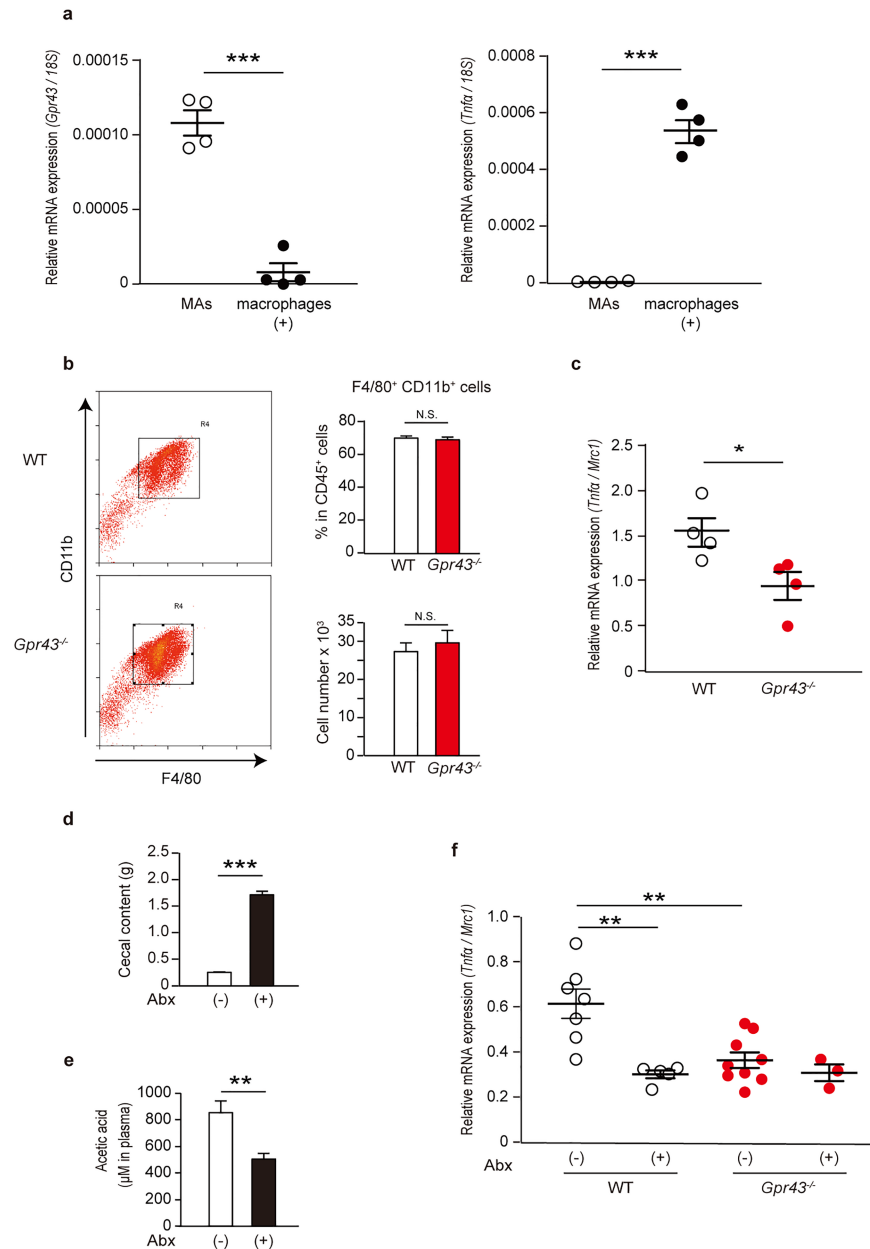 a
Relative mRNA expression (Gpr43 / 18S)
0.00015
0.00010
0.00005
0
***
MAs
macrophages
(+)
Relative mRNA expression (Tnfα / 18S)
0.0008
0.0006
0.0004
0.0002
0
***
MAs
macrophages
(+)
b
WT
Gpr43-/-
CD11b
R4
R4
F4/80
F4/80+ CD11b+ cells
% in CD45+ cells
80
60
40
20
0
N.S.
WT
Gpr43-/-
Cell number x 10³
40
30
20
10
0
N.S.
WT
Gpr43-/-
c
Relative mRNA expression (Tnfα / Mrc1)
2.5
2.0
1.5
1.0
0.5
0
*
WT
Gpr43-/-
d
Cecal content (g)
2.5
2.0
1.5
1.0
0.5
0
***
Abx
(-)
(+)
e
Acetic acid
(µM in plasma)
1000
800
600
400
200
0
**
Abx
(-)
(+)
f
Relative mRNA expression (Tnfα / Mrc1)
1.0
0.8
0.6
0.4
0.2
0
**
**
Abx
(-)
(+)
(-)
(+)
WT
Gpr43-/-